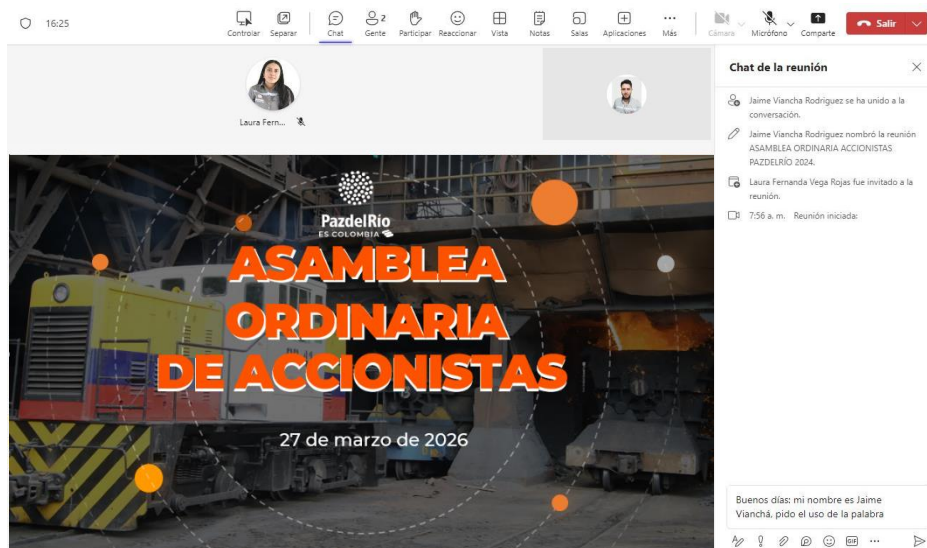 16:25
Controlar
Separar
Chat
2
Gente
Participar
Reaccionar
Vista
Notas
Salas
Aplicaciones
Más
Cámara
Micrófono
Comparte
Salir
Laura Fern...
PazdelRío
ES COLOMBIA
ASAMBLEA
ORDINARIA
DE ACCIONISTAS
27 de marzo de 2026
Chat de la reunión
Jaime Viancha Rodriguez se ha unido a la
conversación.
Jaime Viancha Rodriguez nombró la reunión
ASAMBLEA ORDINARIA ACCIONISTAS
PAZDELRÍO 2024.
Laura Fernanda Vega Rojas fue invitado a la
reunión.
7:56 a. m. Reunión iniciada:
Buenos días: mi nombre es Jaime
Vianchá, pido el uso de la palabra
GIF